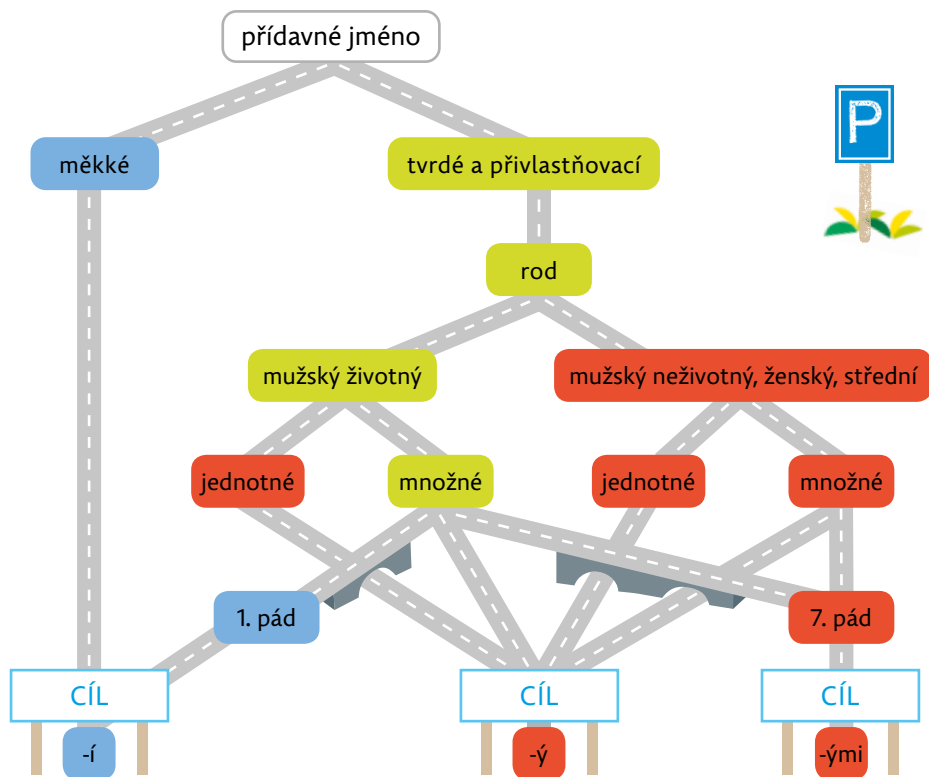 přídavné jméno
P
měkké
tvrdé a přivlastňovací
rod
mužský životný
mužský neživotný, ženský, střední
jednotné
množné
jednotné
množné
1. pád
7. pád
CÍL
CÍL
CÍL
-í
-ý
-ými